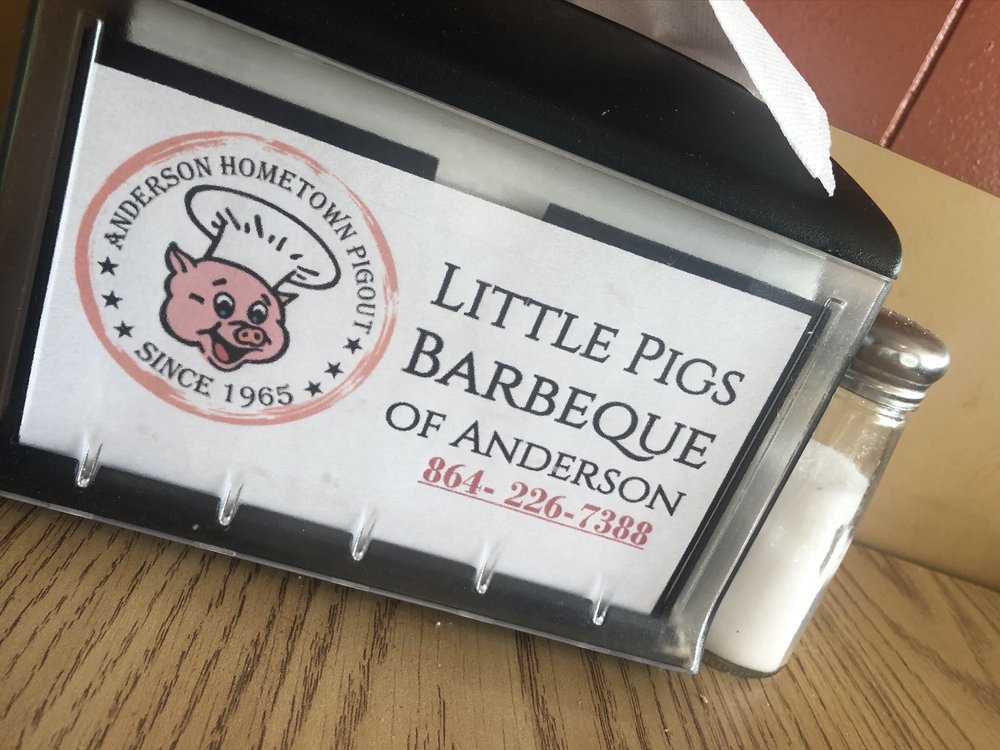 ANDERSON HOMETOWN PIGOUT
SINCE 1965
LITTLE PIGS
BARBEQUE
OF ANDERSON
864- 226-7388